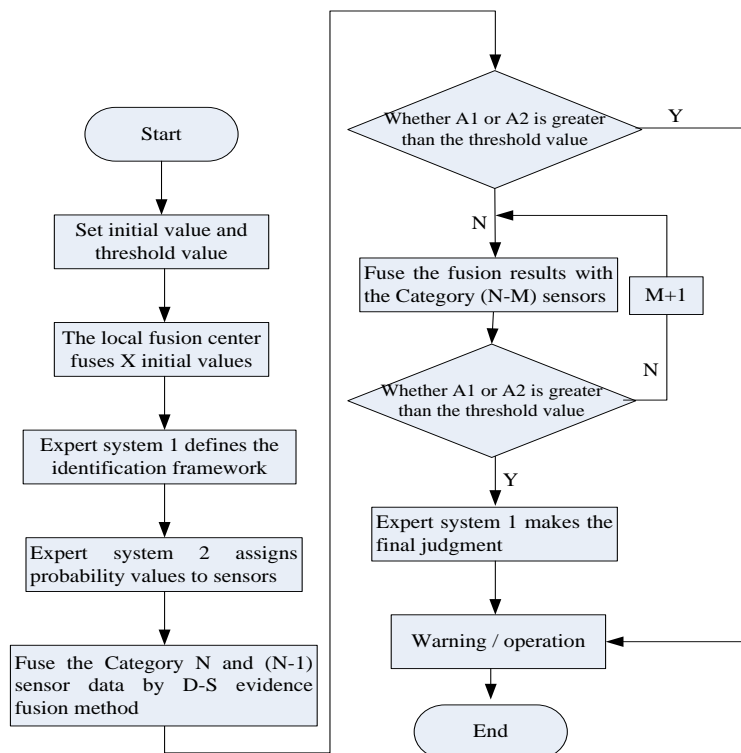 Start
Set initial value and
threshold value
The local fusion center
fuses X initial values
Expert system 1 defines the
identification framework
Expert system 2 assigns
probability values to sensors
Fuse the Category N and (N-1)
sensor data by D-S evidence
fusion method
Whether A1 or A2 is greater
than the threshold value
Y
N
Fuse the fusion results with
the Category (N-M) sensors
M+1
Whether A1 or A2 is greater
than the threshold value
N
Y
Expert system 1 makes the
final judgment
Warning / operation
End